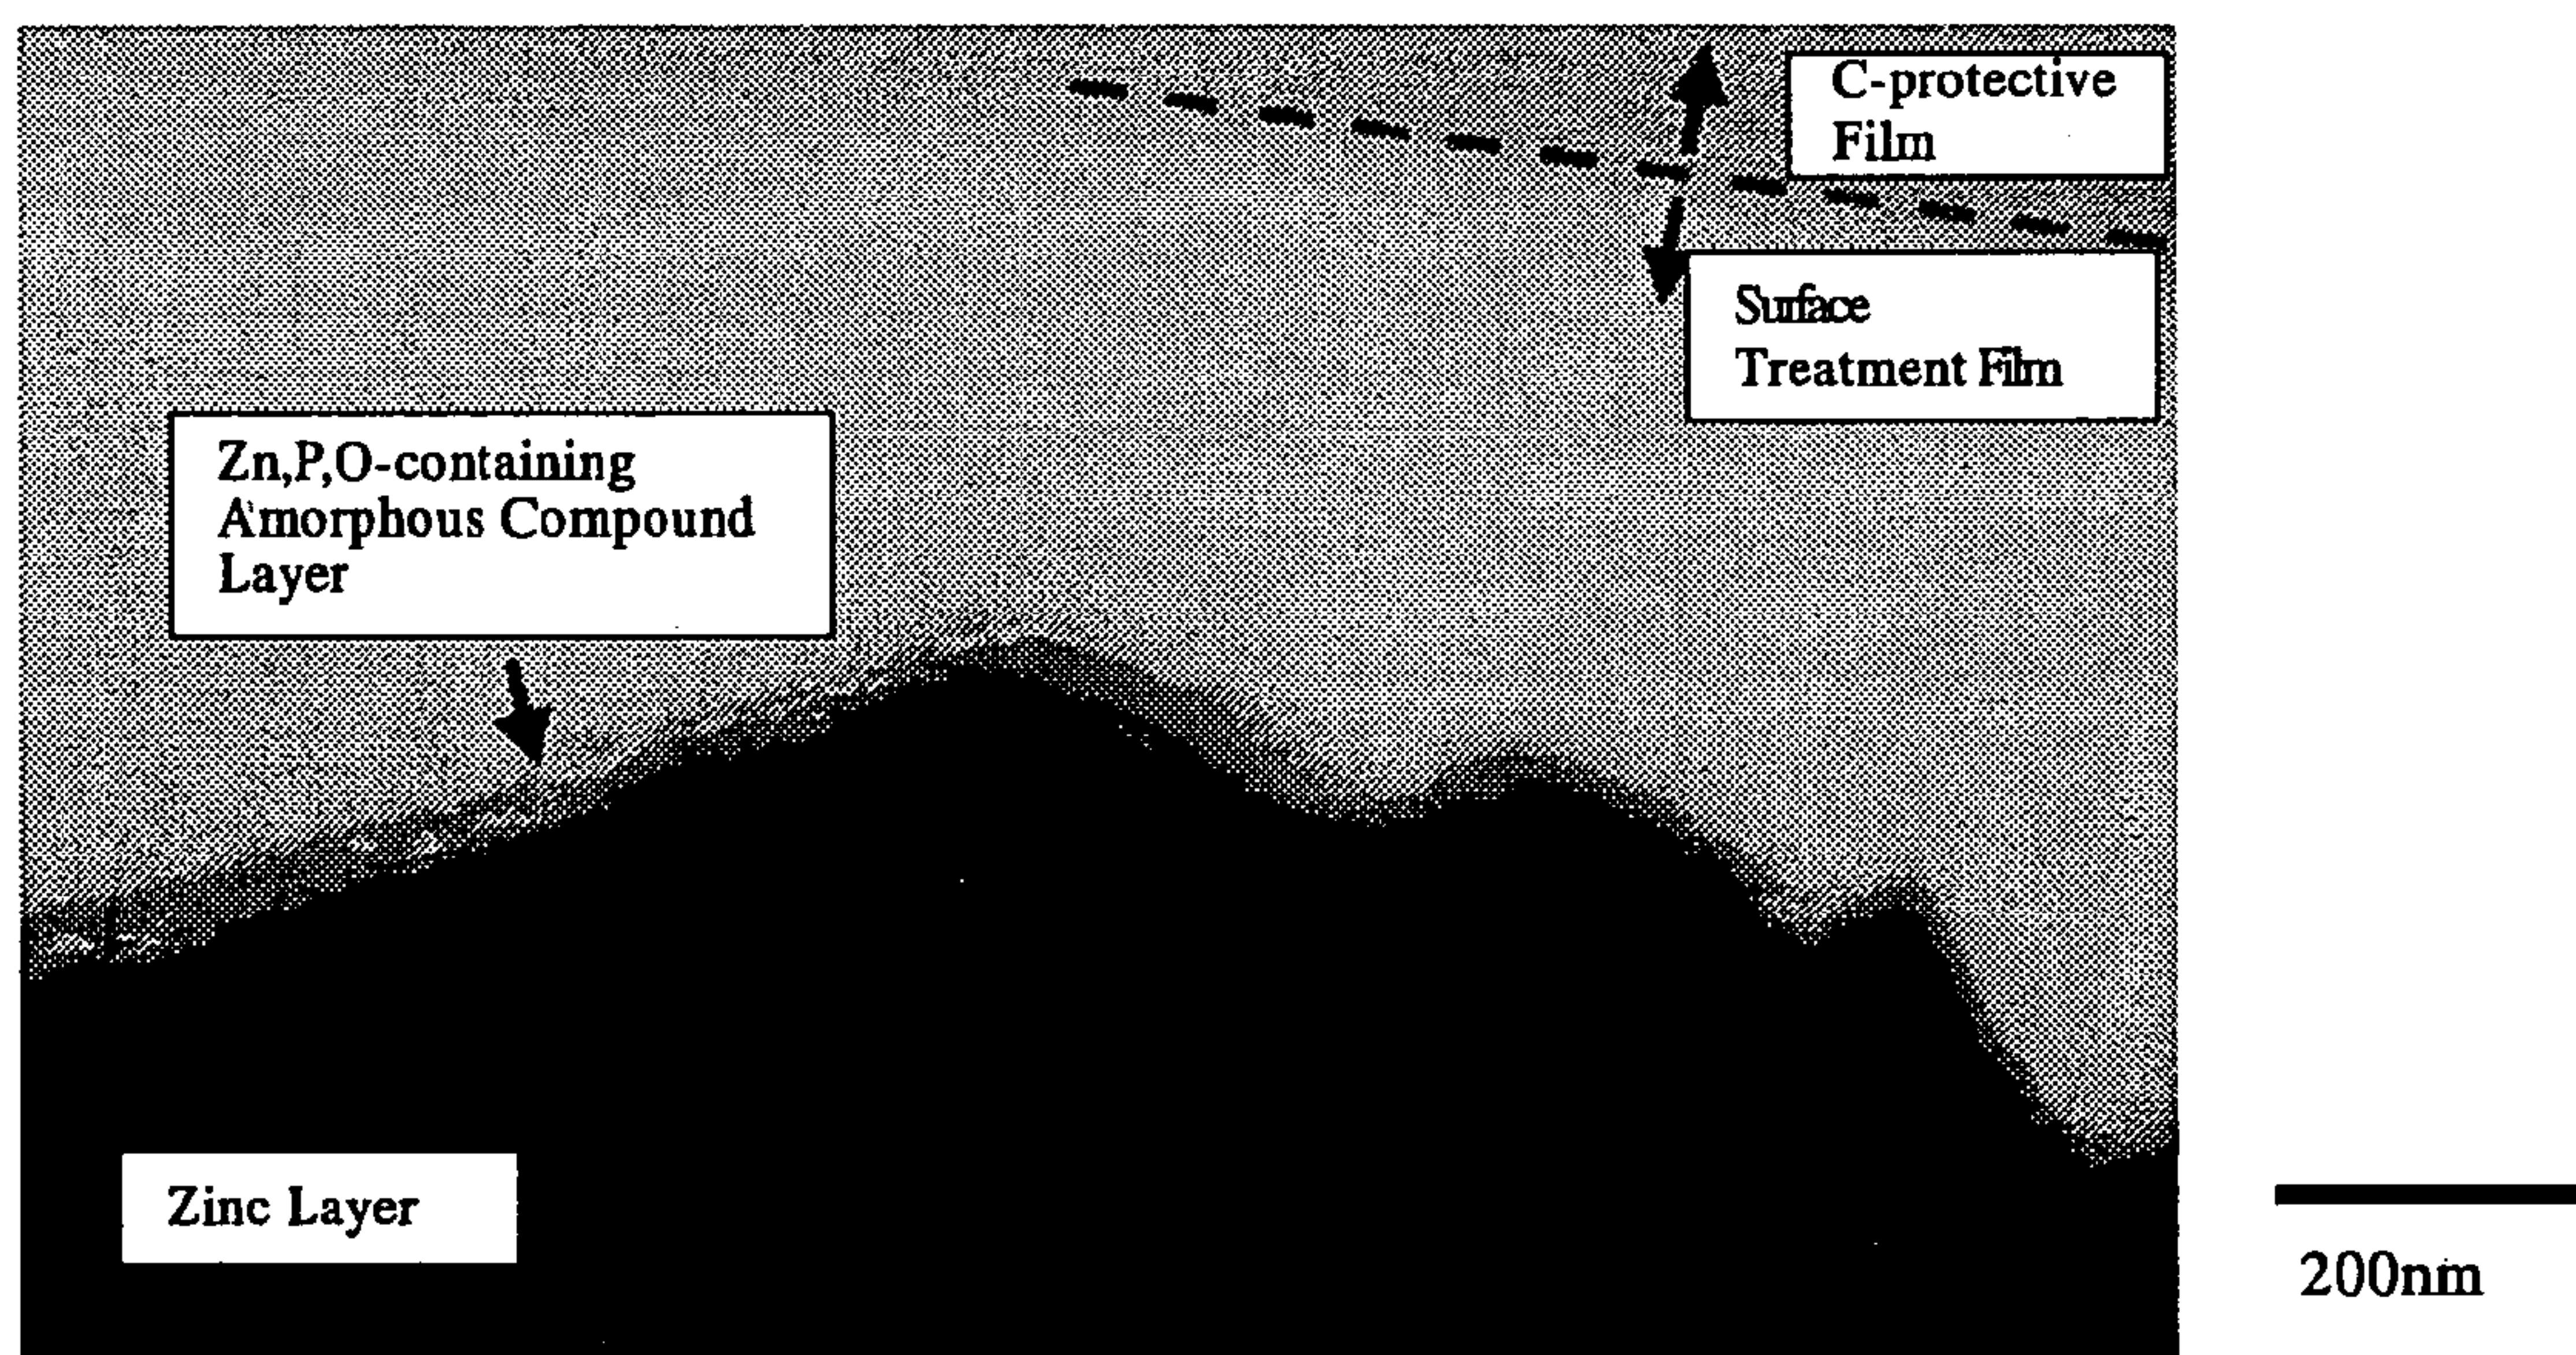 C-protective
Film
Surface
Treatment Film
Zn,P,O-containing
Amorphous Compound
Layer
Zinc Layer
200nm